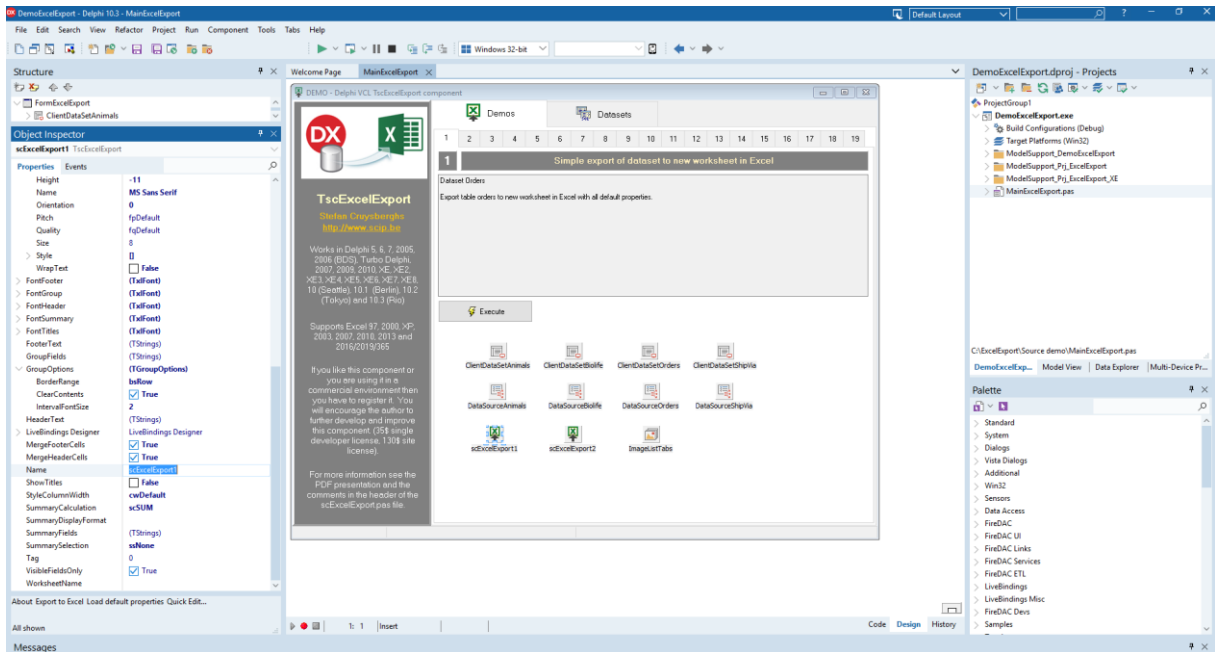 DemoExcelExport - Delphi 10.3 - MainExcelExport
Default Layout
File Edit Search View Refactor Project Run Component Tools Tabs Help
Windows 32-bit
Structure
FormExcelExport
ClientDataSetAnimals
Object Inspector
scExcelExport1 TscExcelExport
Properties Events
Height -11
Name MS Sans Serif
Orientation 0
Pitch fpDefault
Quality fqDefault
Size 8
Style []
WrapText False
FontFooter (TxlFont)
FontGroup (TxlFont)
FontHeader (TxlFont)
FontSummary (TxlFont)
FontTitles (TxlFont)
FooterText (TStrings)
GroupFields (TStrings)
GroupOptions (TGroupOptions)
BorderRange bsRow
ClearContents True
IntervalFontSize 2
HeaderText (TStrings)
LiveBindings Designer LiveBindings Designer
MergeFooterCells True
MergeHeaderCells True
Name scExcelExport1
ShowTitles False
StyleColumnWidth cwDefault
SummaryCalculation scSUM
SummaryDisplayFormat
SummaryFields (TStrings)
SummarySelection ssNone
Tag 0
VisibleFieldsOnly True
WorksheetName
About Export to Excel Load default properties Quick Edit...
All shown
Messages
Welcome Page MainExcelExport
DEMO - Delphi VCL TscExcelExport component
DX
X
TscExcelExport
Stefan Cruysberghs
http://www.scip.be
Works in Delphi 5, 6, 7, 2005,
2006 (BDS), Turbo Delphi,
2007, 2009, 2010, XE, XE2,
XE3, XE4, XE5, XE6, XE7, XE8,
10 (Seattle), 10.1 (Berlin), 10.2
(Tokyo) and 10.3 (Rio)
Supports Excel 97, 2000, XP,
2003, 2007, 2010, 2013 and
2016/2019/365
If you like this component or
you are using it in a
commercial environment then
you have to register it. You
will encourage the author to
further develop and improve
this component. (35$ single
developer license, 130$ site
license).
For more information see the
PDF presentation and the
comments in the header of the
scExcelExport.pas file.
Demos Datasets
1 2 3 4 5 6 7 8 9 10 11 12 13 14 15 16 17 18 19
1 Simple export of dataset to new worksheet in Excel
Dataset Orders
Export table orders to new worksheet in Excel with all default properties.
Execute
ClientDataSetAnimals ClientDataSetBiolife ClientDataSetOrders ClientDataSetShipVia
DataSourceAnimals DataSourceBiolife DataSourceOrders DataSourceShipVia
scExcelExport1 scExcelExport2 ImageListTabs
1: 1 Insert
Code Design History
DemoExcelExport.dproj - Projects
ProjectGroup1
DemoExcelExport.exe
Build Configurations (Debug)
Target Platforms (Win32)
ModelSupport_DemoExcelExport
ModelSupport_Prj_ExcelExport
ModelSupport_Prj_ExcelExport_XE
MainExcelExport.pas
C:\ExcelExport\Source demo\MainExcelExport.pas
DemoExcelExp... Model View Data Explorer Multi-Device Pr...
Palette
Standard
System
Dialogs
Vista Dialogs
Additional
Win32
Sensors
Data Access
FireDAC
FireDAC UI
FireDAC Links
FireDAC Services
FireDAC ETL
LiveBindings
LiveBindings Misc
FireDAC Devs
Samples